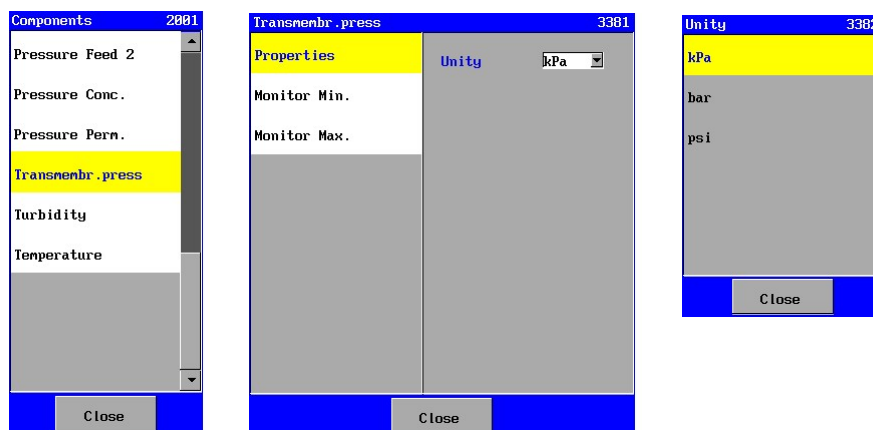 Components 2001
Pressure Feed 2
Pressure Conc.
Pressure Perm.
Transmembr.press
Turbidity
Temperature
Close
Transmembr.press 3381
Properties
Unity kPa
Monitor Min.
Monitor Max.
Close
Unity 3382
kPa
bar
psi
Close